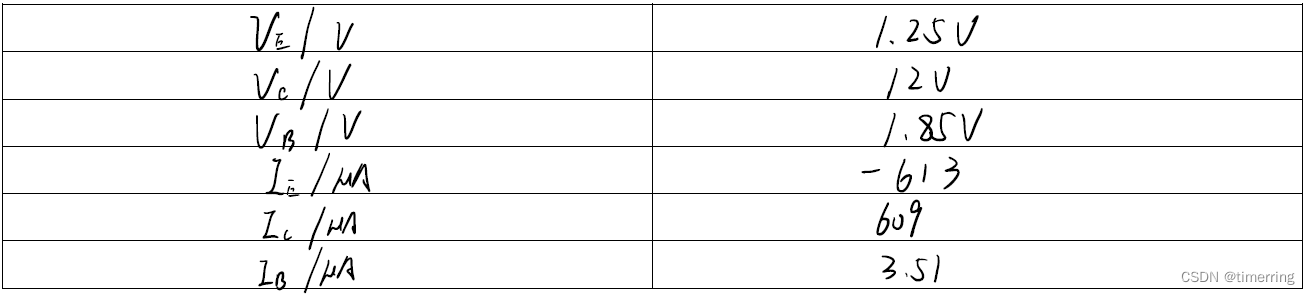 V_E / V 1.25V
V_C / V 12V
V_B / V 1.85V
I_E / μA -613
I_C / μA 609
I_B / μA 3.51
CSDN @timerring